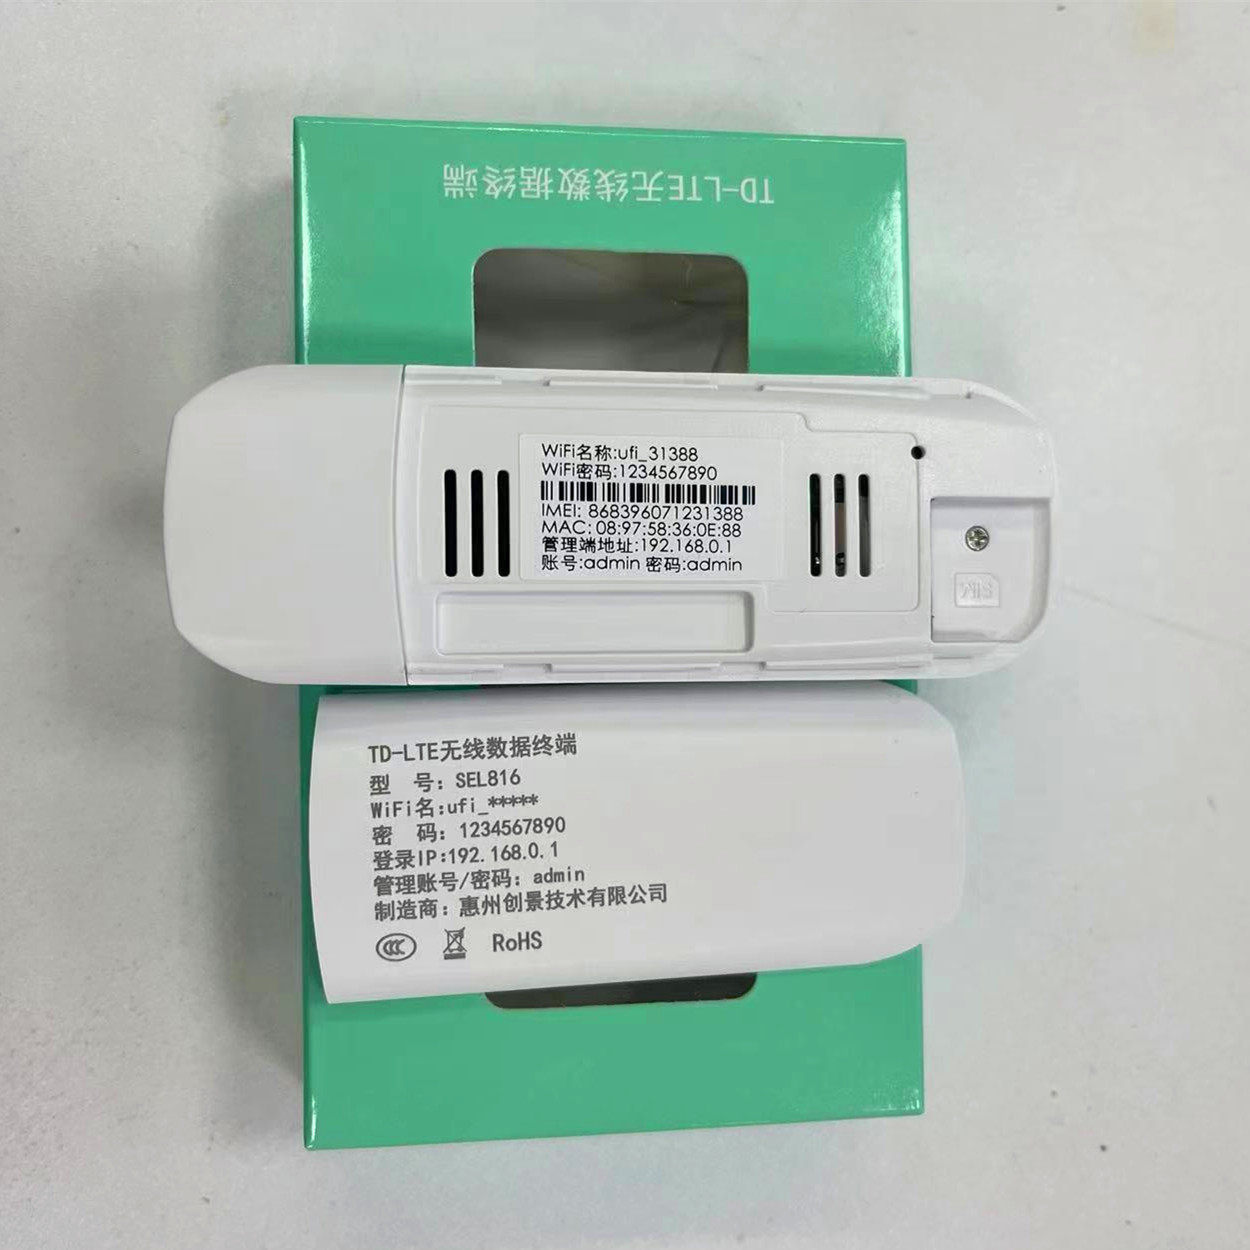 TD-LTE无线数据终端
WiFi名称:ufi_31388
WiFi密码:1234567890
IMEI: 868396071231388
MAC: 08:97:58:36:0E:88
管理端地址:192.168.0.1
账号:admin 密码:admin
SIM
TD-LTE无线数据终端
型 号: SEL816
WiFi名:ufi_*****
密 码: 1234567890
登录IP:192.168.0.1
管理账号/密码: admin
制造商: 惠州创景技术有限公司
CCC RoHS